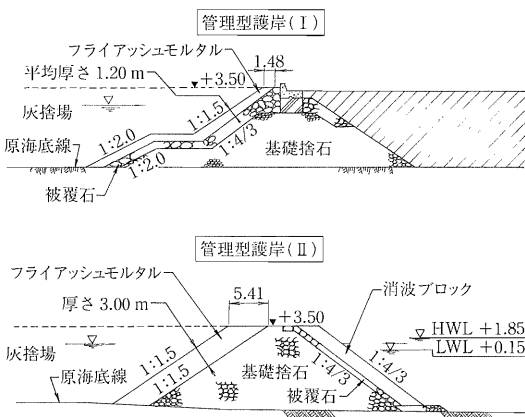 管理型護岸(Ⅰ)
フライアッシュモルタル
1.48
平均厚さ 1.20 m
+3.50
灰捨場
1:1.5
1:2.0
1:4/3
原海底線
基礎捨石
1:2.0
被覆石
管理型護岸(Ⅱ)
フライアッシュモルタル
消波ブロック
5.41
厚さ 3.00 m
+3.50
HWL +1.85
LWL +0.15
灰捨場
1:1.5
1:1.5
基礎捨石
1:4/3
1:4/3
原海底線
被覆石